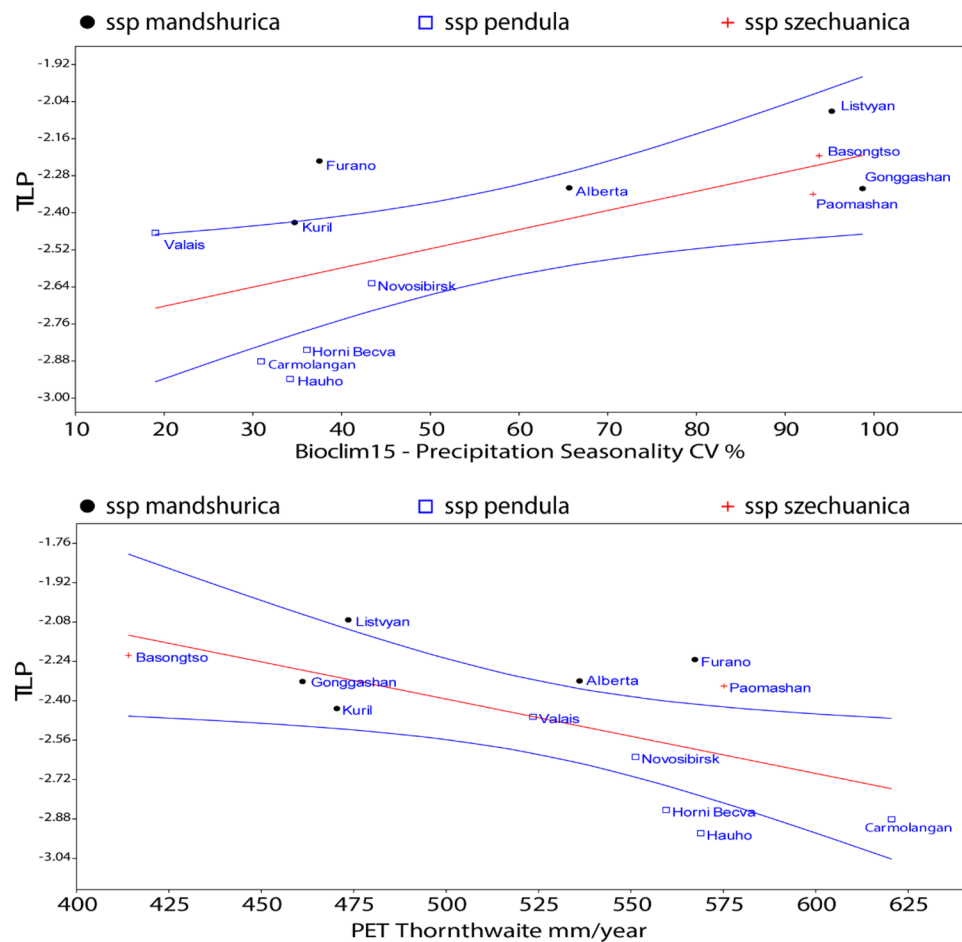 ssp mandshurica ssp pendula ssp szechuanica
-1.92
-2.04
-2.16
-2.28
-2.40
-2.52
-2.64
-2.76
-2.88
-3.00
TLP
Listvyan
Basongtso
Furano
Gonggashan
Alberta
Paomashan
Kuril
Valais
Novosibirsk
Horni Becva
Carmolangan
Hauho
10 20 30 40 50 60 70 80 90 100
Bioclim15 - Precipitation Seasonality CV %
ssp mandshurica ssp pendula ssp szechuanica
-1.76
-1.92
-2.08
-2.24
-2.40
-2.56
-2.72
-2.88
-3.04
TLP
Listvyan
Basongtso
Furano
Gonggashan
Alberta
Paomashan
Kuril
Valais
Novosibirsk
Horni Becva
Carmolangan
Hauho
400 425 450 475 500 525 550 575 600 625
PET Thornthwaite mm/year